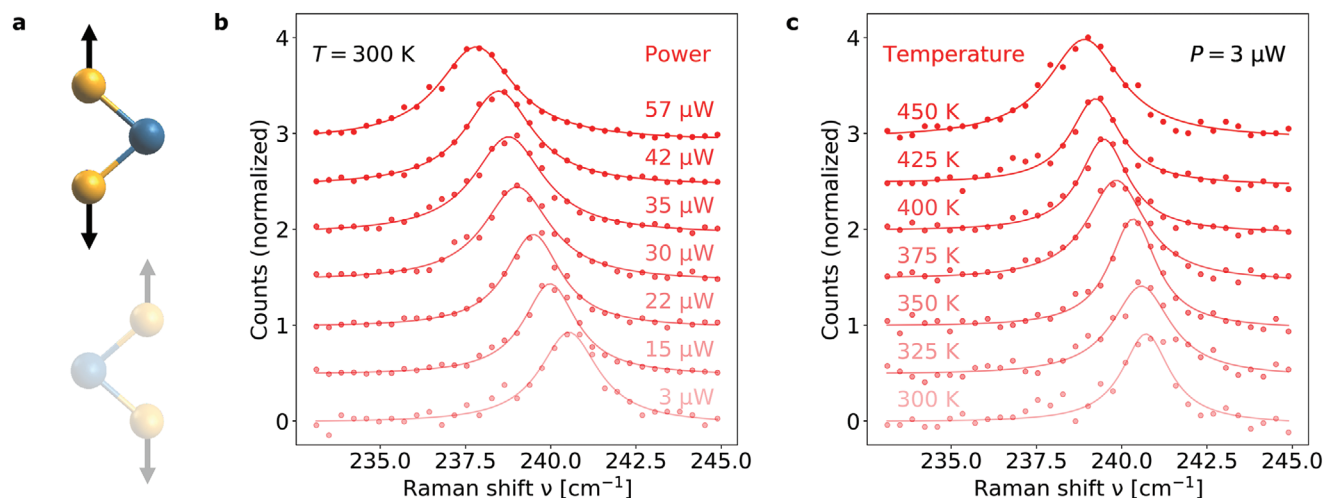 a
b
T = 300 K
Power
57 µW
42 µW
35 µW
30 µW
22 µW
15 µW
3 µW
Counts (normalized)
4
3
2
1
0
235.0
237.5
240.0
242.5
245.0
Raman shift ν [cm⁻¹]
c
Temperature
P = 3 µW
450 K
425 K
400 K
375 K
350 K
325 K
300 K
Counts (normalized)
4
3
2
1
0
235.0
237.5
240.0
242.5
245.0
Raman shift ν [cm⁻¹]